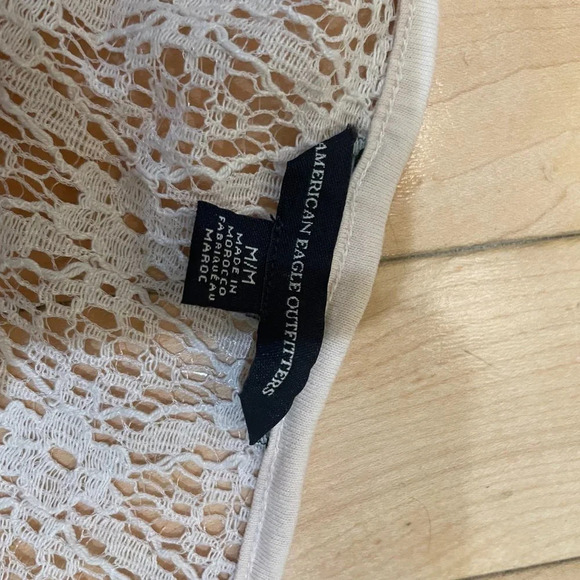 AMERICAN EAGLE OUTFITTERS
M/M
MADE IN
MOROCCO
FABRIQUÉ AU
MAROC